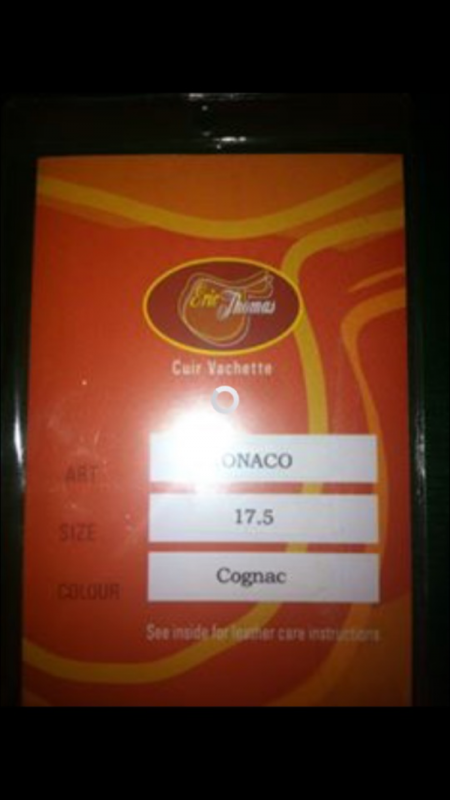 Eric Thomas
Cuir Vachette
ART ONACO
SIZE 17.5
COLOUR Cognac
See inside for leather care instructions